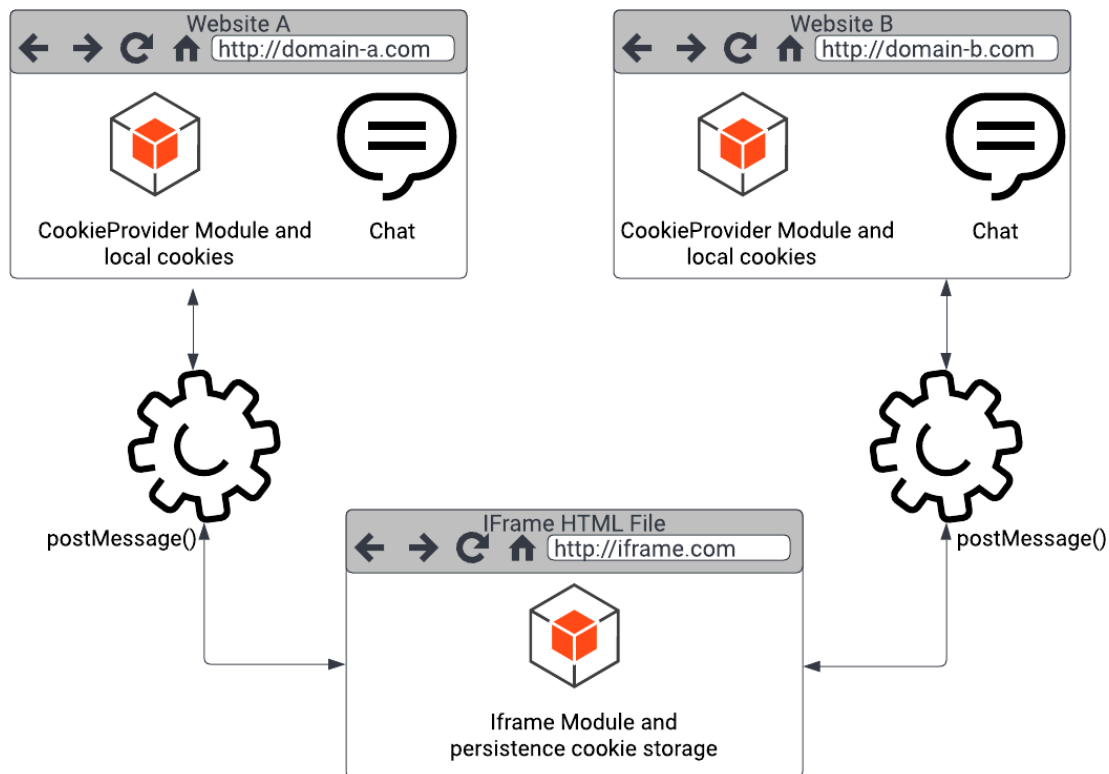 Website A
http://domain-a.com
CookieProvider Module and
local cookies
Chat
Website B
http://domain-b.com
CookieProvider Module and
local cookies
Chat
postMessage()
postMessage()
IFrame HTML File
http://iframe.com
Iframe Module and
persistence cookie storage